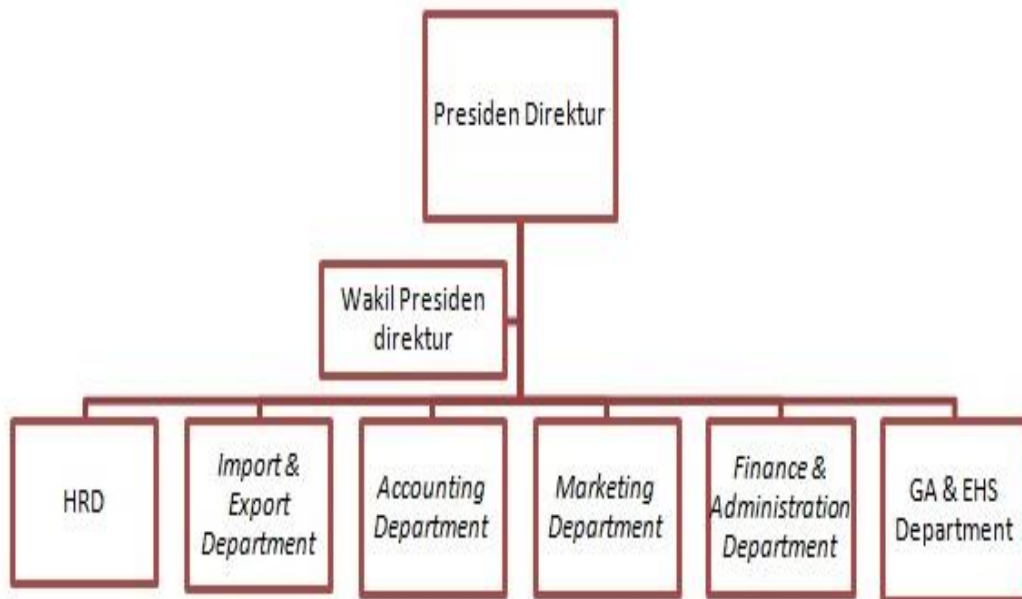 Presiden Direktur
Wakil Presiden
direktur
HRD
Import &
Export
Department
Accounting
Department
Marketing
Department
Finance &
Administration
Department
GA & EHS
Department